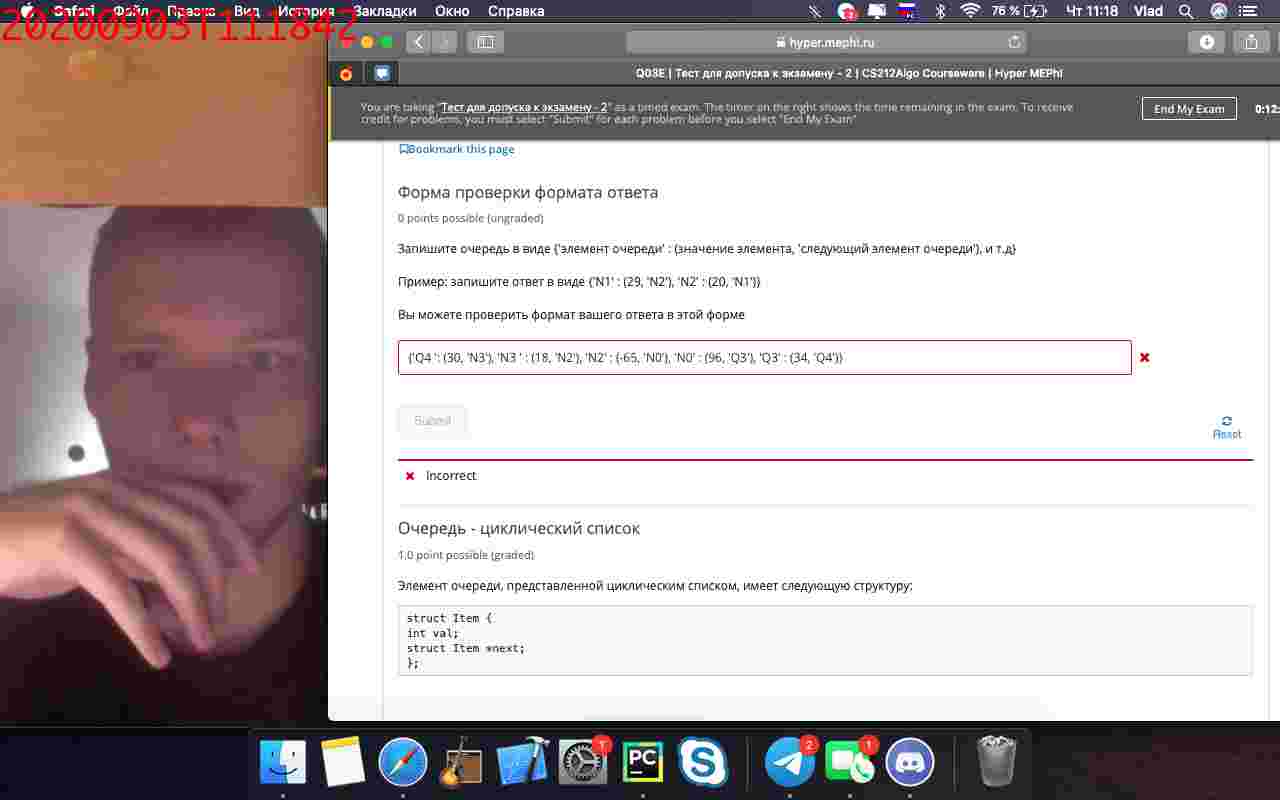 Safari Файл Правка Вид История Закладки Окно Справка 76 % Чт 11:18 Vlad
20200903T111842
hyper.mephi.ru
Q03E | Тест для допуска к экзамену - 2 | CS212Algo Courseware | Hyper MEPhI
You are taking "Тест для допуска к экзамену - 2" as a timed exam. The timer on the right shows the time remaining in the exam. To receive
credit for problems, you must select "Submit" for each problem before you select "End My Exam"
End My Exam
0:12:
Bookmark this page
Форма проверки формата ответа
0 points possible (ungraded)
Запишите очередь в виде {'элемент очереди' : (значение элемента, 'следующий элемент очереди'), и т.д}
Пример: запишите ответ в виде {'N1' : (29, 'N2'), 'N2' : (20, 'N1')}
Вы можете проверить формат вашего ответа в этой форме
{'Q4 ': (30, 'N3'), 'N3 ' : (18, 'N2'), 'N2' : (-65, 'N0'), 'N0' : (96, 'Q3'), 'Q3' : (34, 'Q4')}
Submit
Reset
Incorrect
Очередь - циклический список
1.0 point possible (graded)
Элемент очереди, представленной циклическим списком, имеет следующую структуру:
struct Item {
int val;
struct Item *next;
};
1 PC 2 1